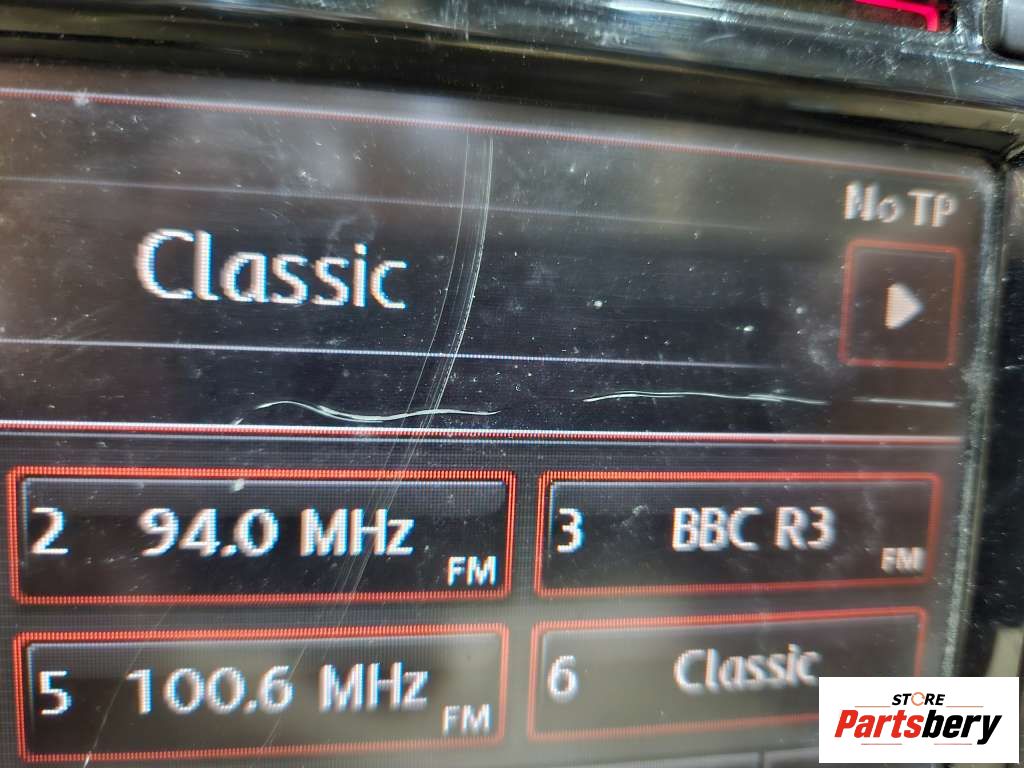 No TP
Classic
2 94.0 MHz FM
3 BBC R3 FM
5 100.6 MHz FM
6 Classic
STORE
Partsbery